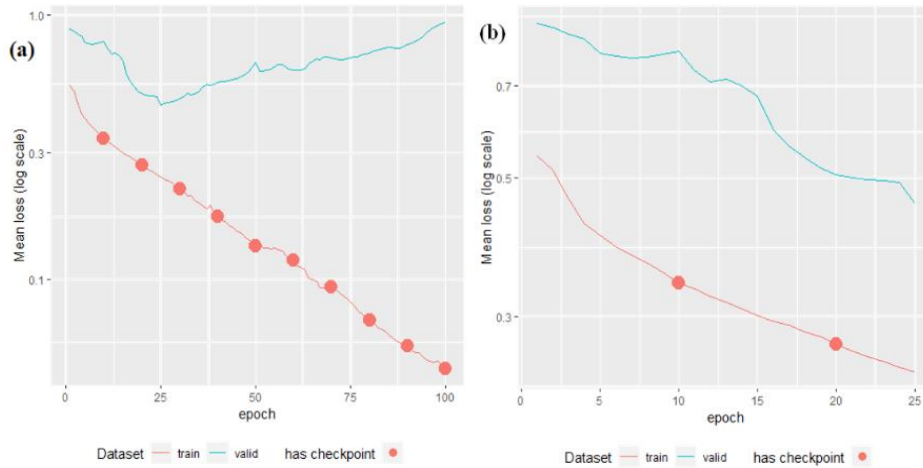 (a)
Mean loss (log scale)
1.0
0.3
0.1
0
25
50
75
100
epoch
Dataset train valid has checkpoint
(b)
Mean loss (log scale)
0.7
0.5
0.3
0
5
10
15
20
25
epoch
Dataset train valid has checkpoint